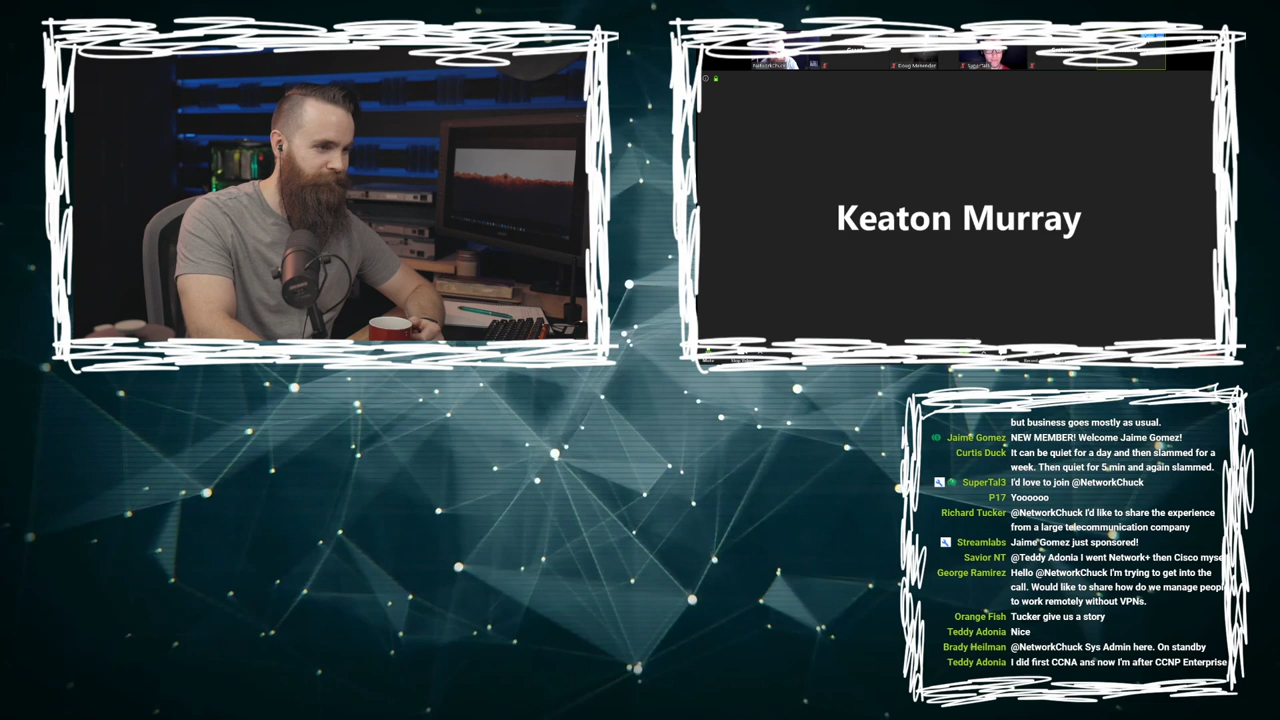 NetworkChuck
Doug Melvender
SuperTal3
Keaton Murray
but business goes mostly as usual.
Jaime Gomez NEW MEMBER! Welcome Jaime Gomez!
Curtis Duck It can be quiet for a day and then slammed for a
week. Then quiet for 5 min and again slammed.
SuperTal3 I'd love to join @NetworkChuck
P17 Yoooooo
Richard Tucker @NetworkChuck I'd like to share the experience
from a large telecommunication company
Streamlabs Jaime Gomez just sponsored!
Savior NT @Teddy Adonia I went Network+ then Cisco myse
George Ramirez Hello @NetworkChuck I'm trying to get into the
call. Would like to share how do we manage peopl
to work remotely without VPNs.
Orange Fish Tucker give us a story
Teddy Adonia Nice
Brady Heilman @NetworkChuck Sys Admin here. On standby
Teddy Adonia I did first CCNA ans now I'm after CCNP Enterprise